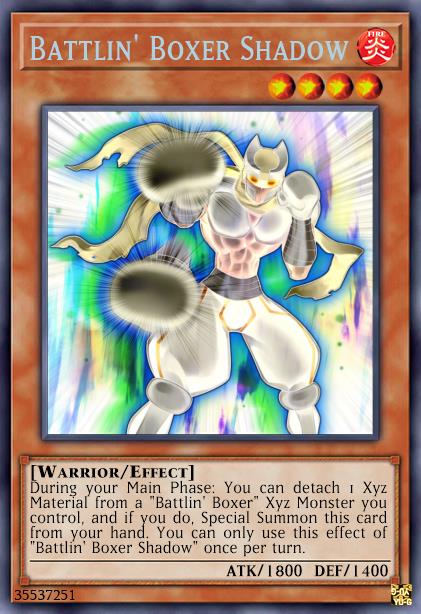 BATTLIN' BOXER SHADOW
FIRE
炎
[WARRIOR/EFFECT]
During your Main Phase: You can detach 1 Xyz
Material from a "Battlin' Boxer" Xyz Monster you
control, and if you do, Special Summon this card
from your hand. You can only use this effect of
"Battlin' Boxer Shadow" once per turn.
ATK/1800 DEF/1400
35537251